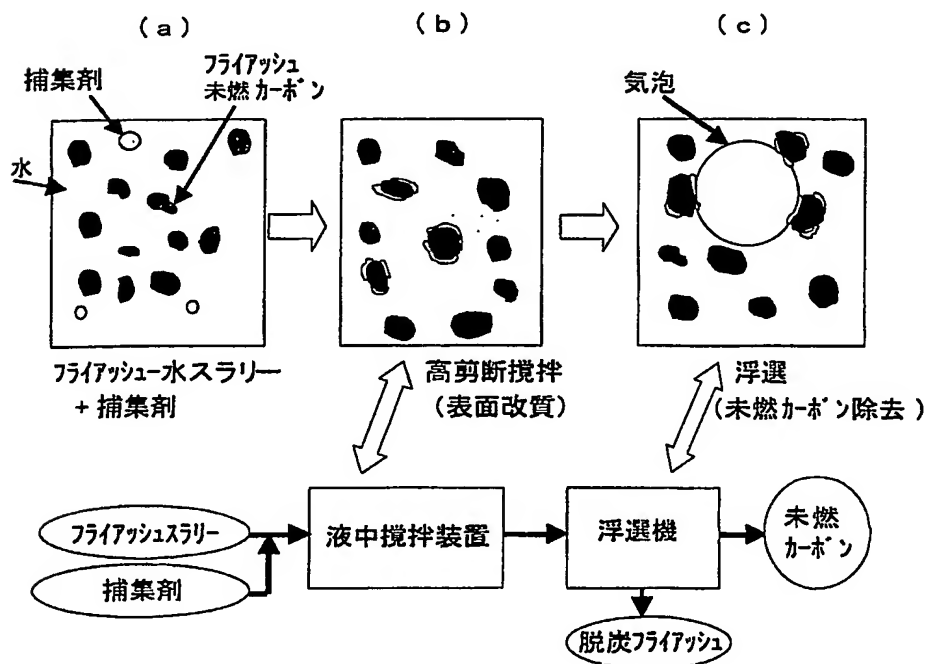 (a)
(b)
(c)
捕集剤
フライアッシュ
未燃カーボン
気泡
水
フライアッシュー水スラリー
+ 捕集剤
高剪断撹拌
(表面改質)
浮選
(未燃カーボン除去)
フライアッシュスラリー
捕集剤
液中撹拌装置
浮選機
未燃
カーボン
脱炭フライアッシュ